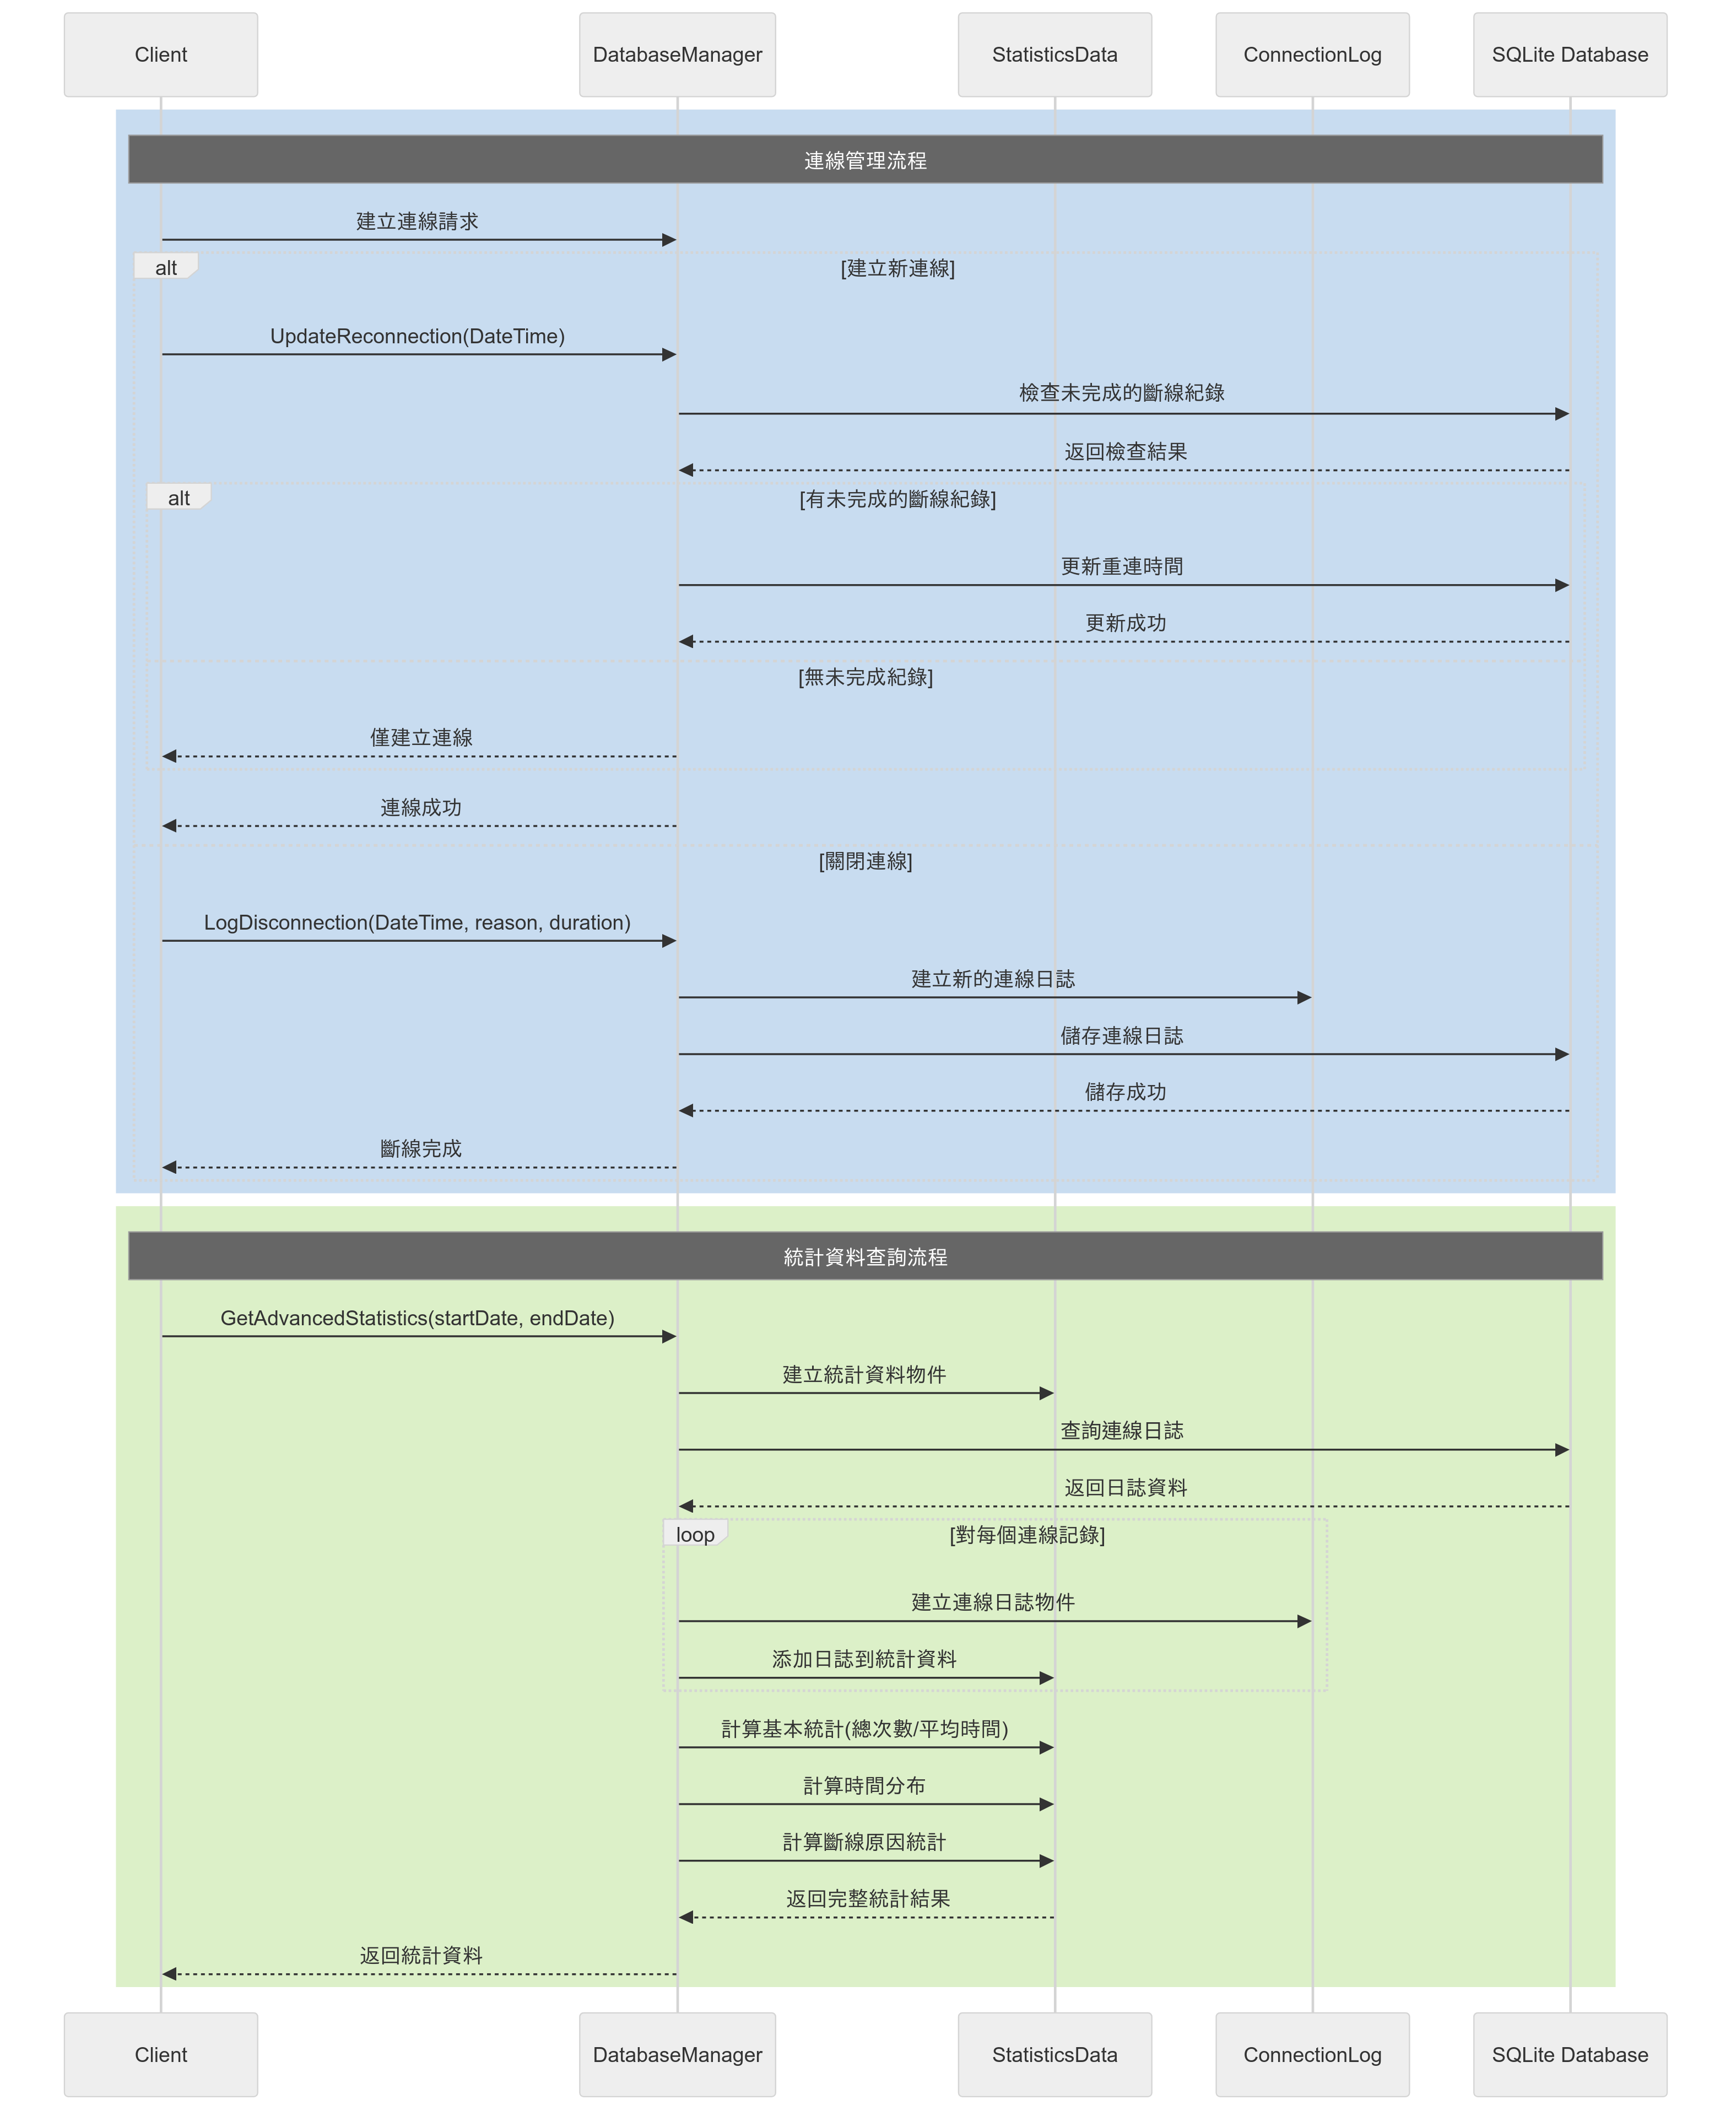 Client
DatabaseManager
StatisticsData
ConnectionLog
SQLite Database
連線管理流程
建立連線請求
alt
[建立新連線]
UpdateReconnection(DateTime)
檢查未完成的斷線紀錄
返回檢查結果
alt
[有未完成的斷線紀錄]
更新重連時間
更新成功
[無未完成紀錄]
僅建立連線
連線成功
[關閉連線]
LogDisconnection(DateTime, reason, duration)
建立新的連線日誌
儲存連線日誌
儲存成功
斷線完成
統計資料查詢流程
GetAdvancedStatistics(startDate, endDate)
建立統計資料物件
查詢連線日誌
返回日誌資料
loop
[對每個連線記錄]
建立連線日誌物件
添加日誌到統計資料
計算基本統計(總次數/平均時間)
計算時間分布
計算斷線原因統計
返回完整統計結果
返回統計資料
Client
DatabaseManager
StatisticsData
ConnectionLog
SQLite Database